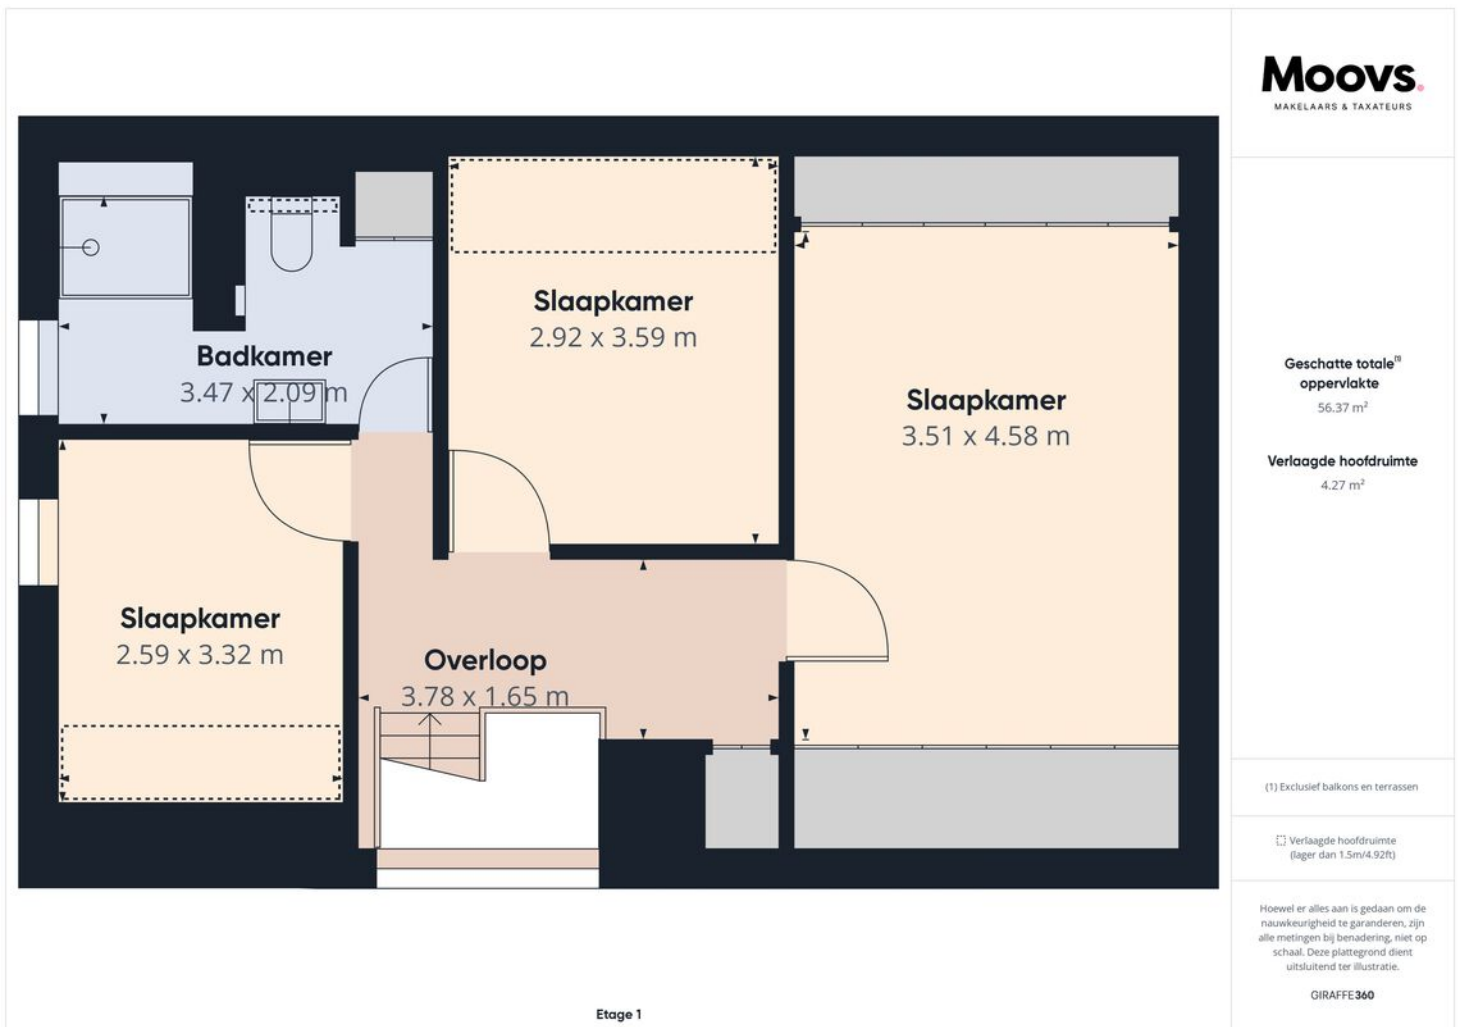 Moovs.
MAKELAARS & TAXATEURS
Badkamer
3.47 x 2.09 m
Slaapkamer
2.92 x 3.59 m
Slaapkamer
3.51 x 4.58 m
Slaapkamer
2.59 x 3.32 m
Overloop
3.78 x 1.65 m
Etage 1
Geschatte totale(1)
oppervlakte
56.37 m²
Verlaagde hoofdruimte
4.27 m²
(1) Exclusief balkons en terrassen
Verlaagde hoofdruimte
(lager dan 1.5m/4.92ft)
Hoewel er alles aan is gedaan om de
nauwkeurigheid te garanderen, zijn
alle metingen bij benadering, niet op
schaal. Deze plattegrond dient
uitsluitend ter illustratie.
GIRAFFE360